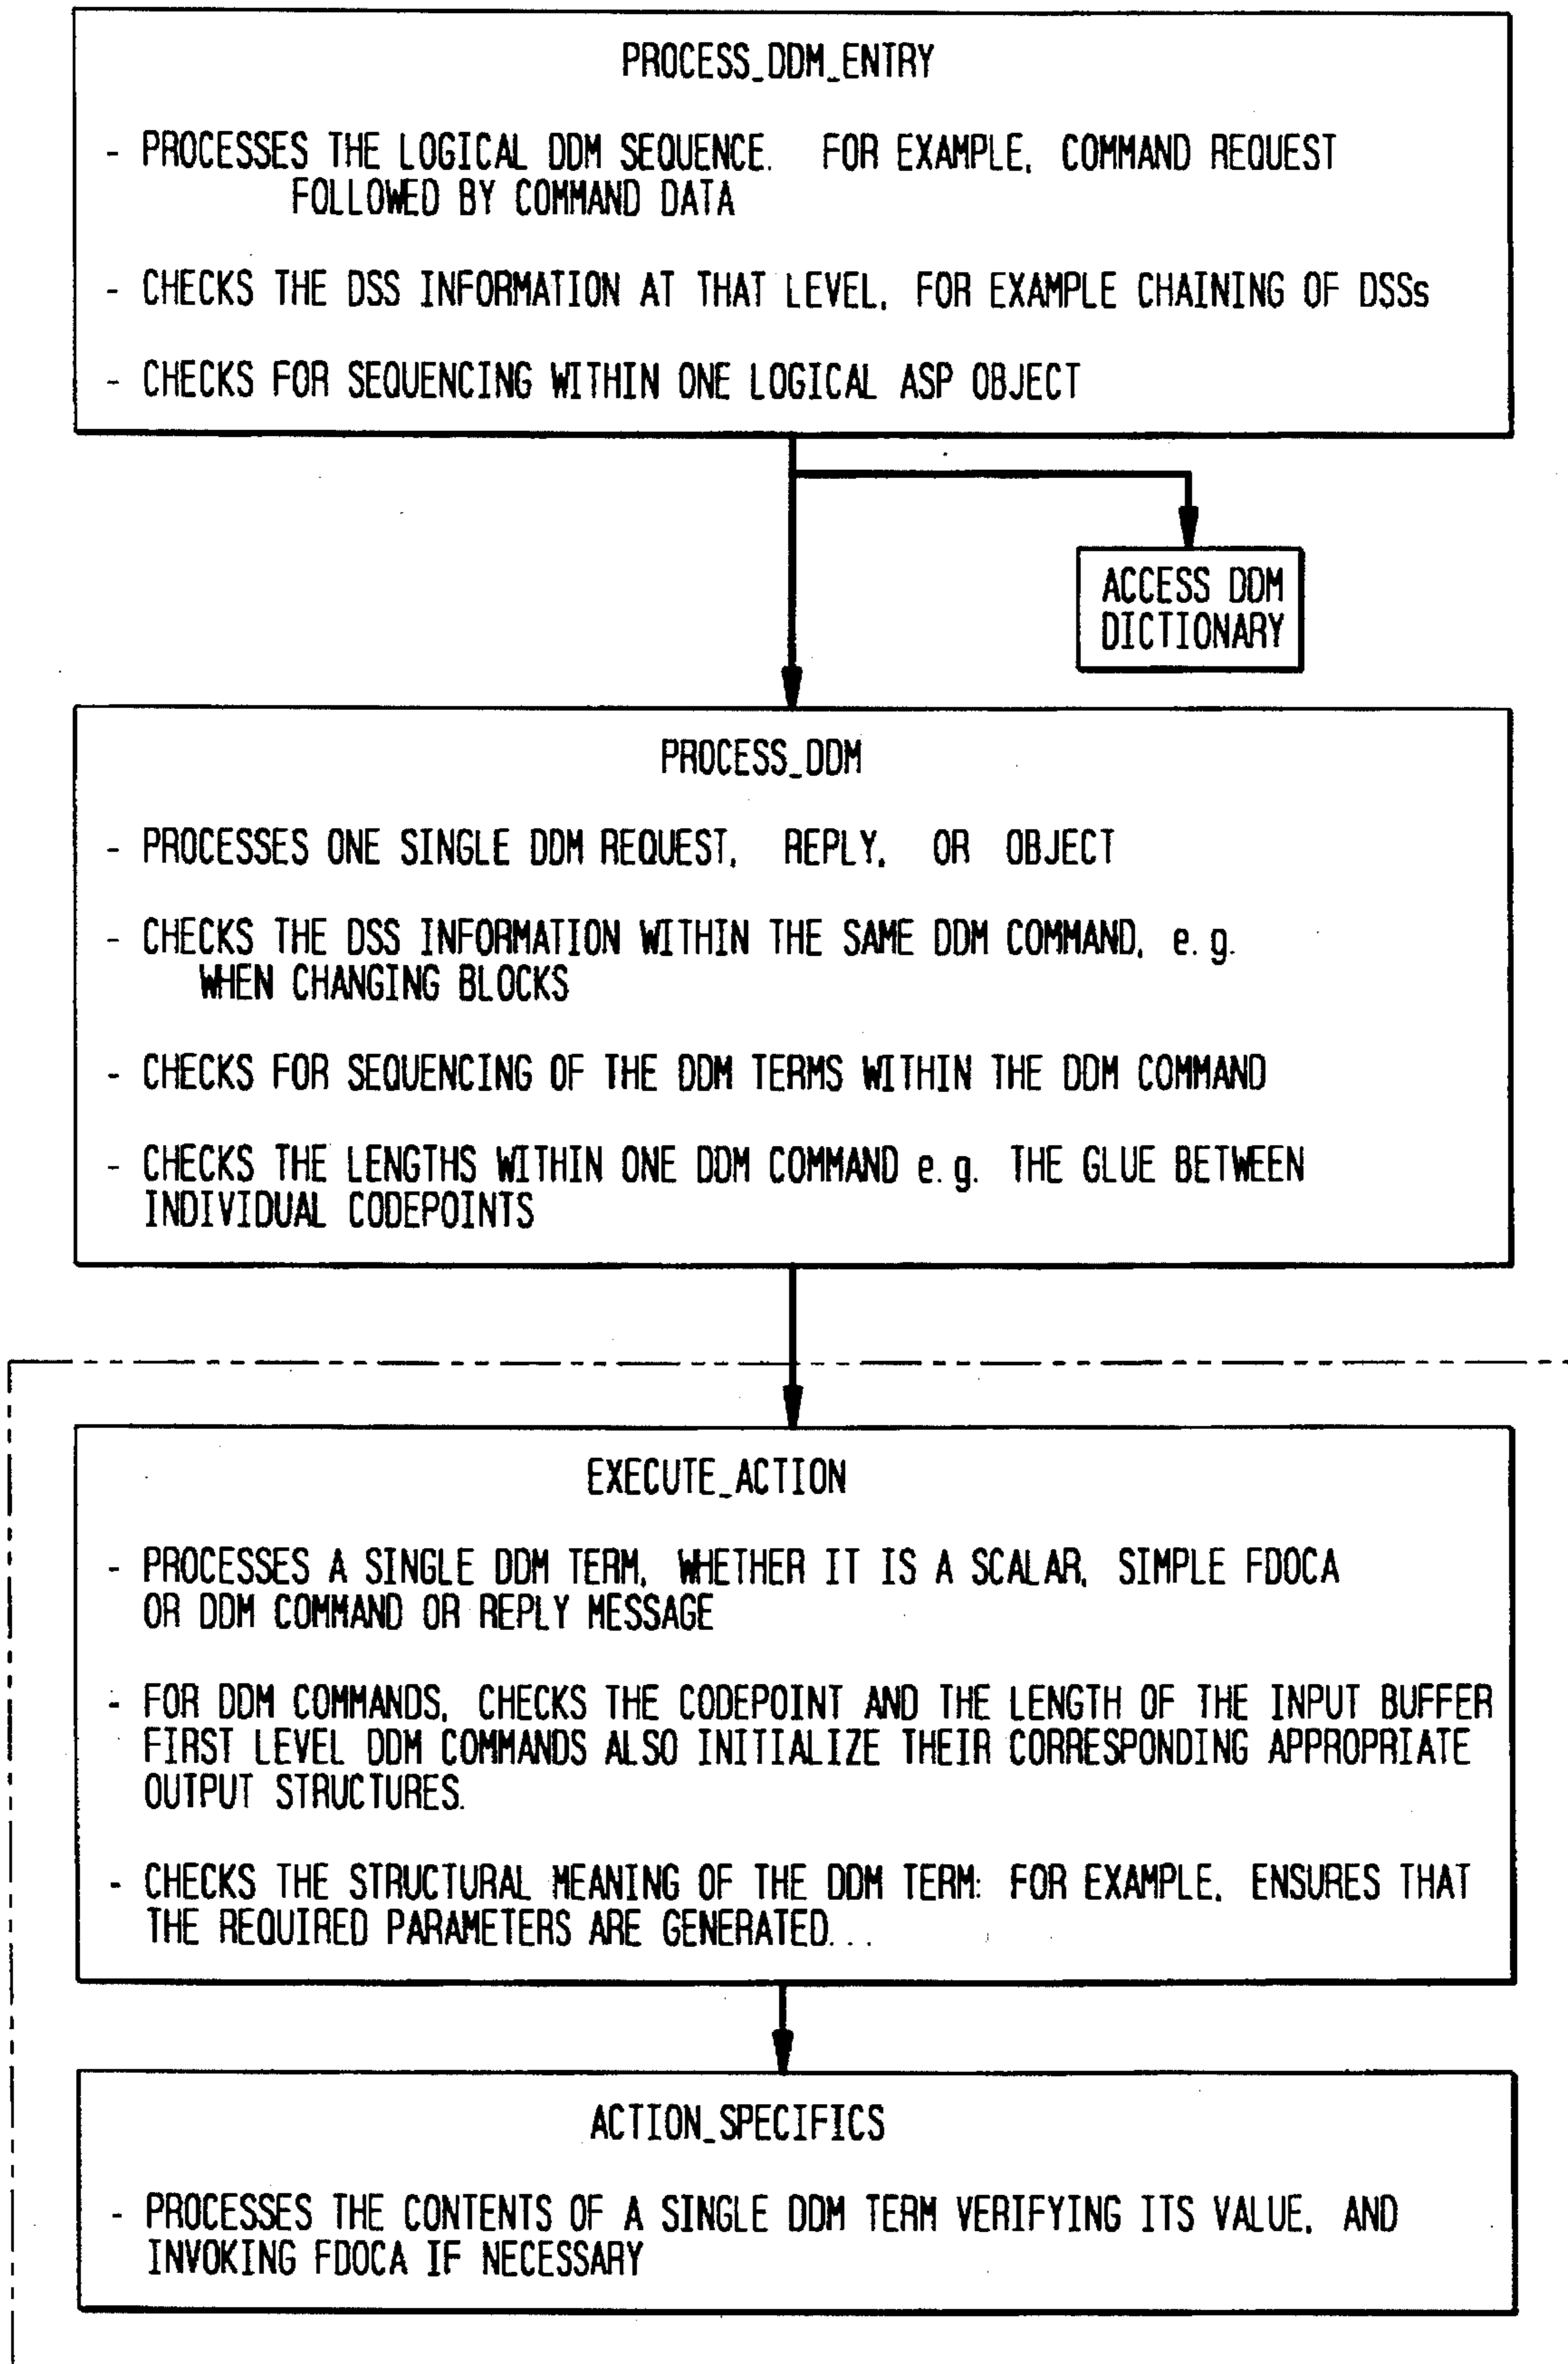 PROCESS_DDM_ENTRY
- PROCESSES THE LOGICAL DDM SEQUENCE. FOR EXAMPLE, COMMAND REQUEST
FOLLOWED BY COMMAND DATA
- CHECKS THE DSS INFORMATION AT THAT LEVEL, FOR EXAMPLE CHAINING OF DSSs
- CHECKS FOR SEQUENCING WITHIN ONE LOGICAL ASP OBJECT
ACCESS DDM
DICTIONARY
PROCESS_DDM
- PROCESSES ONE SINGLE DDM REQUEST, REPLY, OR OBJECT
- CHECKS THE DSS INFORMATION WITHIN THE SAME DDM COMMAND, e.g.
WHEN CHANGING BLOCKS
- CHECKS FOR SEQUENCING OF THE DDM TERMS WITHIN THE DDM COMMAND
- CHECKS THE LENGTHS WITHIN ONE DDM COMMAND e.g. THE GLUE BETWEEN
INDIVIDUAL CODEPOINTS
EXECUTE_ACTION
- PROCESSES A SINGLE DDM TERM, WHETHER IT IS A SCALAR, SIMPLE FDOCA
OR DDM COMMAND OR REPLY MESSAGE
- FOR DDM COMMANDS, CHECKS THE CODEPOINT AND THE LENGTH OF THE INPUT BUFFER
FIRST LEVEL DDM COMMANDS ALSO INITIALIZE THEIR CORRESPONDING APPROPRIATE
OUTPUT STRUCTURES.
- CHECKS THE STRUCTURAL MEANING OF THE DDM TERM: FOR EXAMPLE, ENSURES THAT
THE REQUIRED PARAMETERS ARE GENERATED...
ACTION_SPECIFICS
- PROCESSES THE CONTENTS OF A SINGLE DDM TERM VERIFYING ITS VALUE, AND
INVOKING FDOCA IF NECESSARY